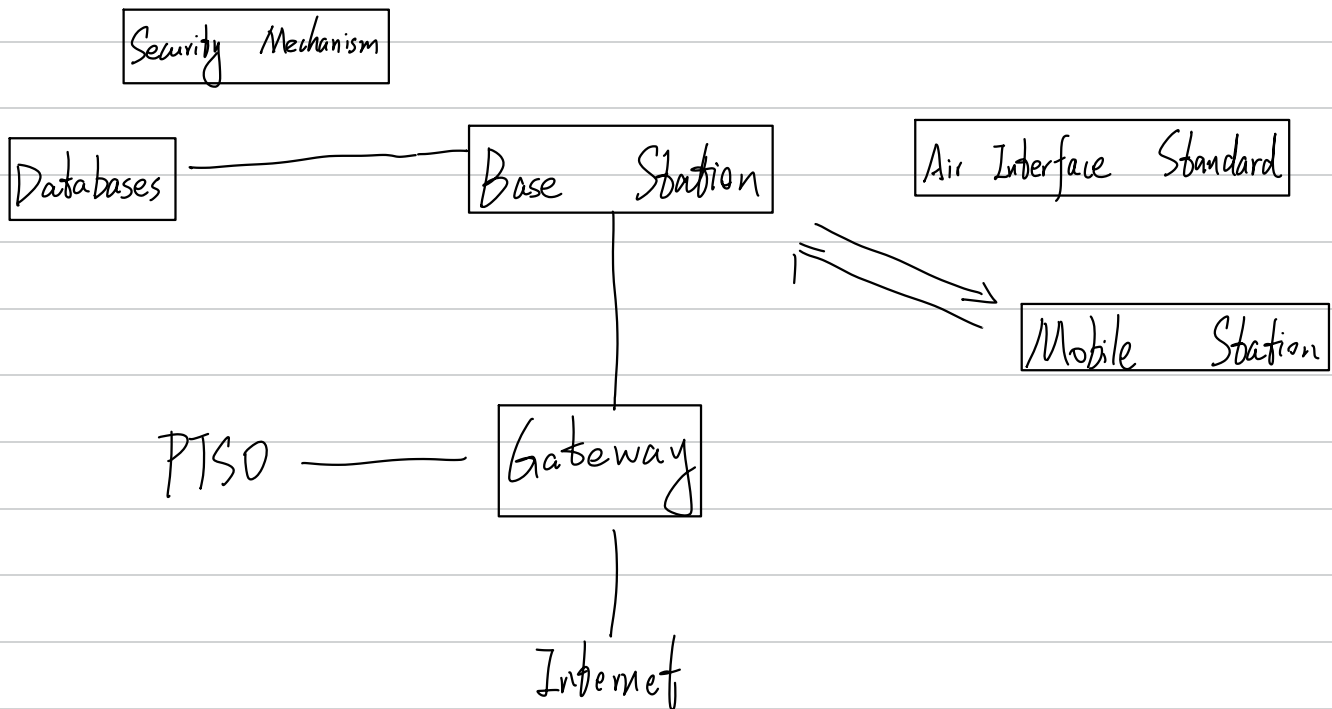 Security Mechanism
Databases
Base Station
Air Interface Standard
Mobile Station
PTSO
Gateway
Internet